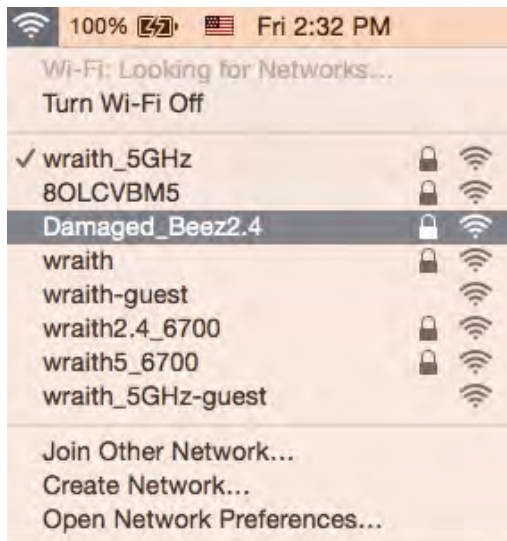 100% Fri 2:32 PM
Wi-Fi: Looking for Networks...
Turn Wi-Fi Off
wraith_5GHz
8OLCVBM5
Damaged_Beez2.4
wraith
wraith-guest
wraith2.4_6700
wraith5_6700
wraith_5GHz-guest
Join Other Network...
Create Network...
Open Network Preferences...